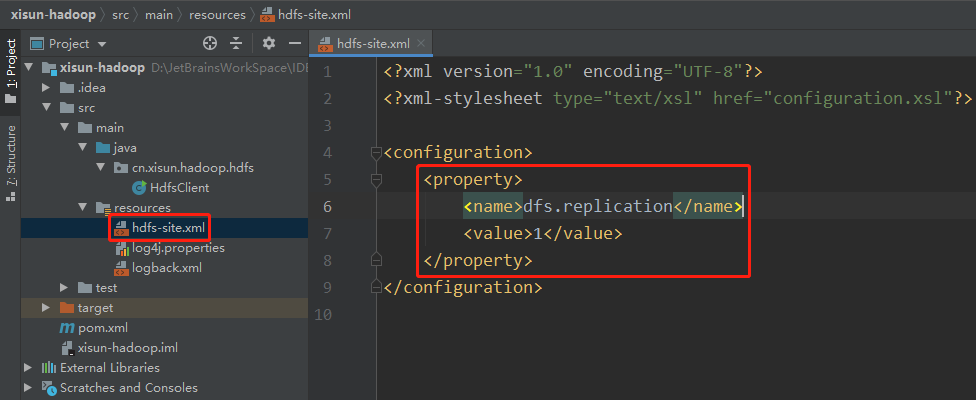 xisun-hadoop src main resources hdfs-site.xml
1: Project
7: Structure
Project
xisun-hadoop D:\JetBrainsWorkSpace\IDE
.idea
src
main
java
cn.xisun.hadoop.hdfs
HdfsClient
resources
hdfs-site.xml
log4j.properties
logback.xml
test
target
pom.xml
xisun-hadoop.iml
External Libraries
Scratches and Consoles
hdfs-site.xml
1 <?xml version="1.0" encoding="UTF-8"?>
2 <?xml-stylesheet type="text/xsl" href="configuration.xsl"?>
3
4 <configuration>
5 <property>
6 <name>dfs.replication</name>
7 <value>1</value>
8 </property>
9 </configuration>
10